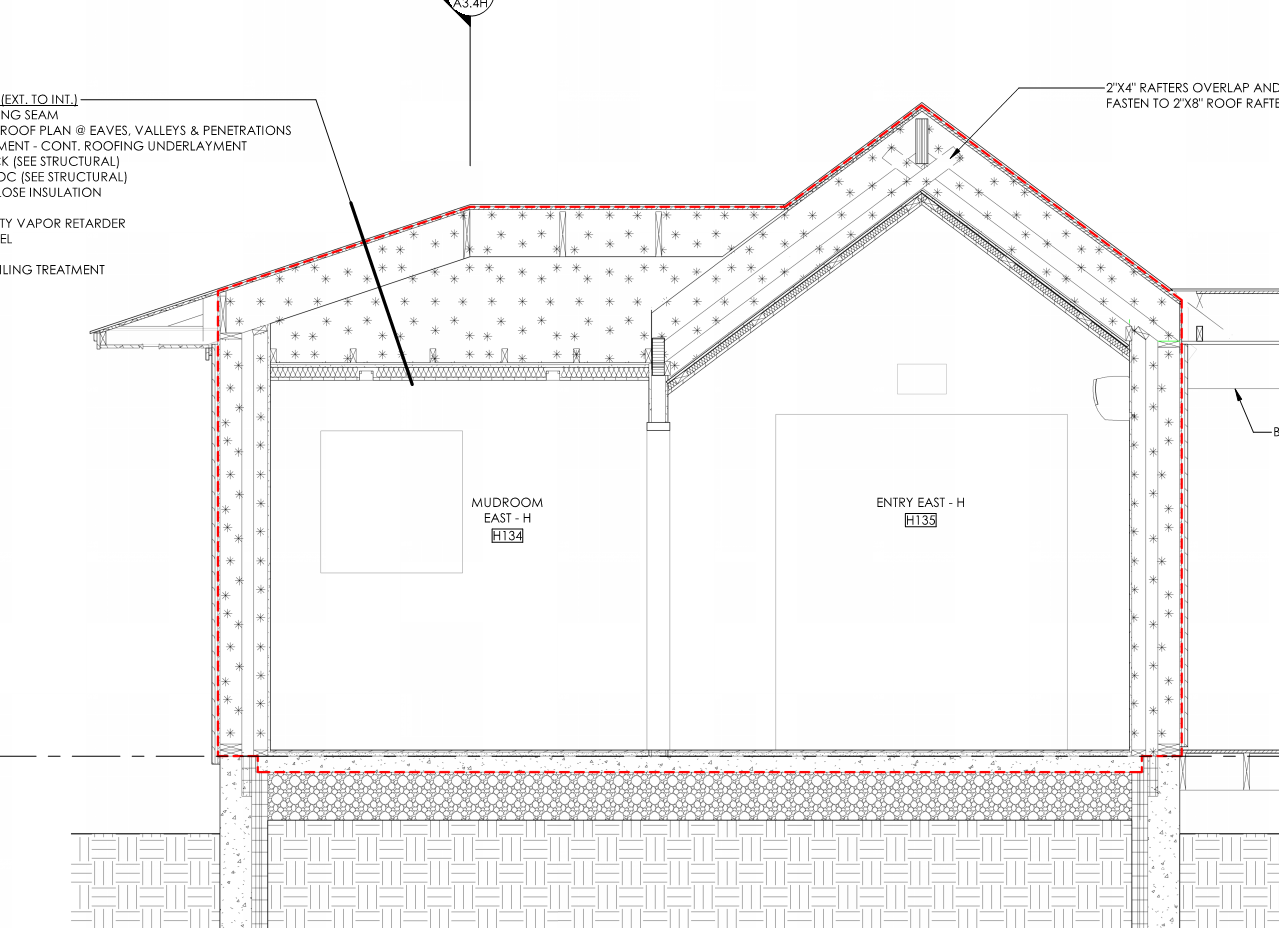 A3.4H
(EXT. TO INT.)
NG SEAM
ROOF PLAN @ EAVES, VALLEYS & PENETRATIONS
MENT - CONT. ROOFING UNDERLAYMENT
CK (SEE STRUCTURAL)
OC (SEE STRUCTURAL)
LOSE INSULATION
TY VAPOR RETARDER
EL
ILING TREATMENT
2"X4" RAFTERS OVERLAP AND
FASTEN TO 2"X8" ROOF RAFTE
B
MUDROOM
EAST - H
H134
ENTRY EAST - H
H135